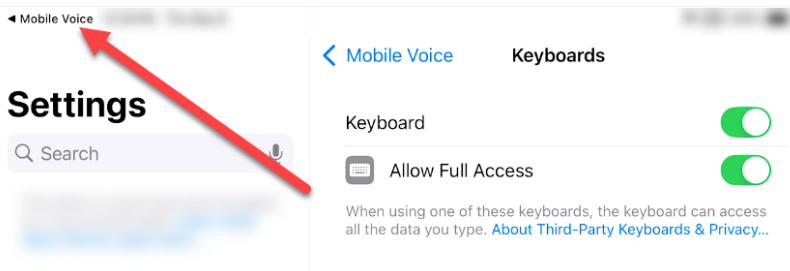 ◀ Mobile Voice
Settings
Search
Mobile Voice
Keyboards
Keyboard
Allow Full Access
When using one of these keyboards, the keyboard can access
all the data you type. About Third-Party Keyboards & Privacy...